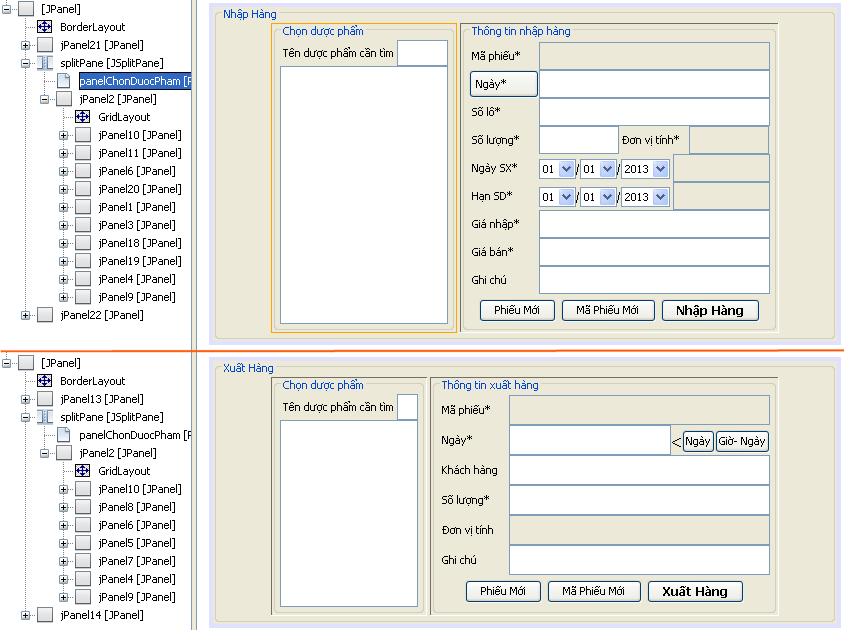 [JPanel]
BorderLayout
jPanel21 [JPanel]
splitPane [JSplitPane]
panelChonDuocPham [P
jPanel2 [JPanel]
GridLayout
jPanel10 [JPanel]
jPanel11 [JPanel]
jPanel6 [JPanel]
jPanel20 [JPanel]
jPanel1 [JPanel]
jPanel3 [JPanel]
jPanel18 [JPanel]
jPanel19 [JPanel]
jPanel4 [JPanel]
jPanel9 [JPanel]
jPanel22 [JPanel]
Nhập Hàng
Chọn dược phẩm
Tên dược phẩm cần tìm
Thông tin nhập hàng
Mã phiếu*
Ngày*
Số lô*
Số lượng* Đơn vị tính*
Ngày SX* 01 / 01 / 2013
Hạn SD* 01 / 01 / 2013
Giá nhập*
Giá bán*
Ghi chú
Phiếu Mới Mã Phiếu Mới Nhập Hàng
[JPanel]
BorderLayout
jPanel13 [JPanel]
splitPane [JSplitPane]
panelChonDuocPham [P
jPanel2 [JPanel]
GridLayout
jPanel10 [JPanel]
jPanel8 [JPanel]
jPanel6 [JPanel]
jPanel5 [JPanel]
jPanel7 [JPanel]
jPanel4 [JPanel]
jPanel9 [JPanel]
jPanel14 [JPanel]
Xuất Hàng
Chọn dược phẩm
Tên dược phẩm cần tìm
Thông tin xuất hàng
Mã phiếu*
Ngày* < Ngày Giờ- Ngày
Khách hàng
Số lượng*
Đơn vị tính
Ghi chú
Phiếu Mới Mã Phiếu Mới Xuất Hàng